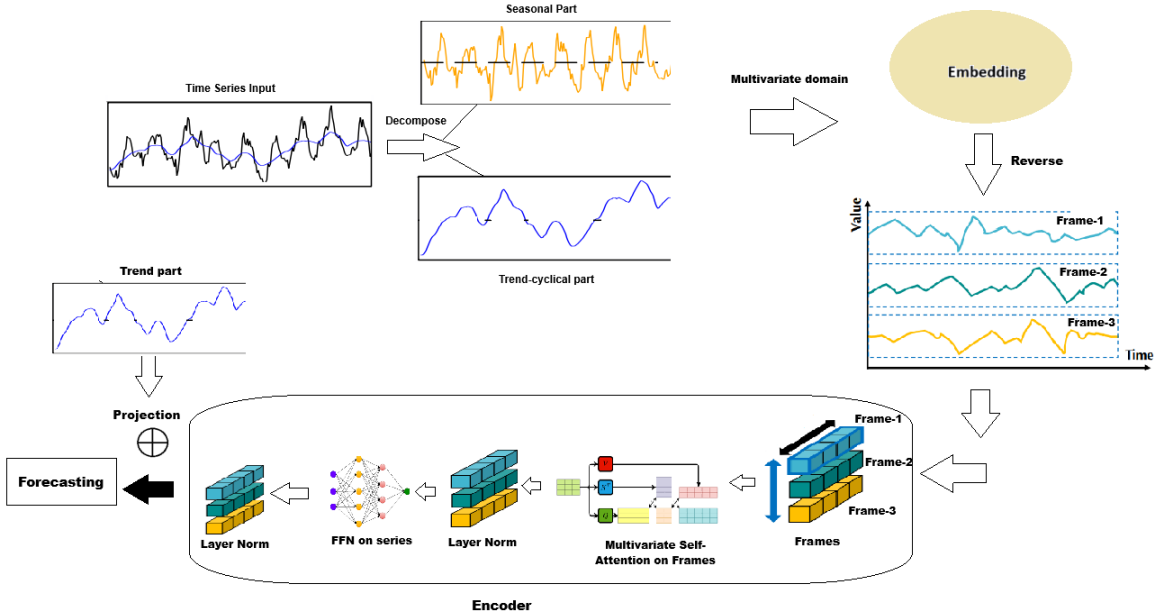 Seasonal Part
Time Series Input
Decompose
Multivariate domain
Embedding
Reverse
Trend-cyclical part
Value
Frame-1
Frame-2
Frame-3
Time
Trend part
Projection
Forecasting
Frame-1
Frame-2
Frame-3
Frames
V
Q
Multivariate Self-
Attention on Frames
Layer Norm
FFN on series
Layer Norm
Encoder